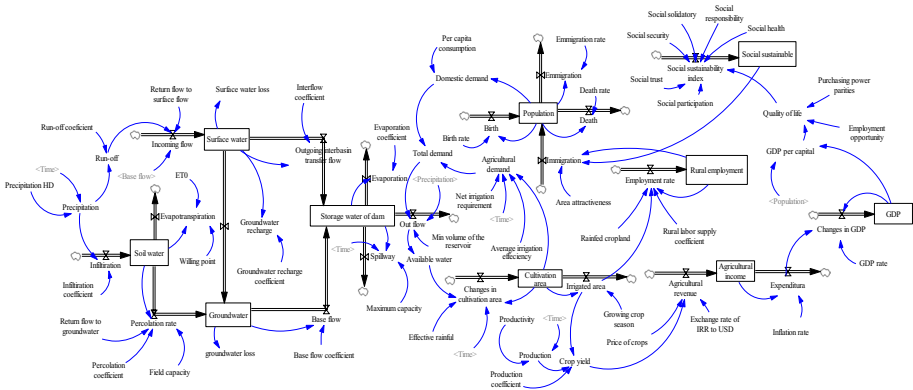 Social solidatory
Social
responsibility
Social health
Social security
Social sustainable
Social sustainability
index
Social trust
Social participation
Per capita
consumption
Emmigration rate
Domestic demand
Emmigration
Death rate
Population
Birth
Death
Birth rate
Purchasing power
parities
Quality of life
Employment
opportunity
GDP per capital
<Population>
GDP
Changes in GDP
GDP rate
Return flow to
surface flow
Surface water loss
Interflow
coefficient
Run-off coeficient
Surface water
Incoming flow
Outgoing interbasin
transfer flow
Evaporation
coefficient
Total demand
Agricultural
demand
Immigration
Rural employment
Employment rate
Area attractiveness
<Time>
Run-off
<Base flow>
ET0
Precipitation HD
Precipitation
Evapotranspiration
Evaporation
<Precipitation>
Net irrigation
requirement
<Time>
Groundwater
recharge
Storage water of dam
Out flow
Rainfed cropland
Rural labor supply
coefficient
Soil water
Infiltiration
Willing point
<Time>
Spillway
Min volume of the
reservoir
Available water
Average irrigation
effeciency
Infiltiration
coefficient
Groundwater recharge
coefficient
Maximum capacity
Changes in
cultivation area
Cultivation
area
Irrigated area
Agricultural
revenue
Agricultural
income
Expenditura
Return flow to
groundwater
Percolation rate
Groundwater
Base flow
Effective rainful
<Time>
Productivity
<Time>
Growing crop
season
Exchange rate of
IRR to USD
Inflation rate
Price of crops
Percolation
coefficient
Field capacity
groundwater loss
Base flow coefficient
Production
Crop yield
Production
coefficient